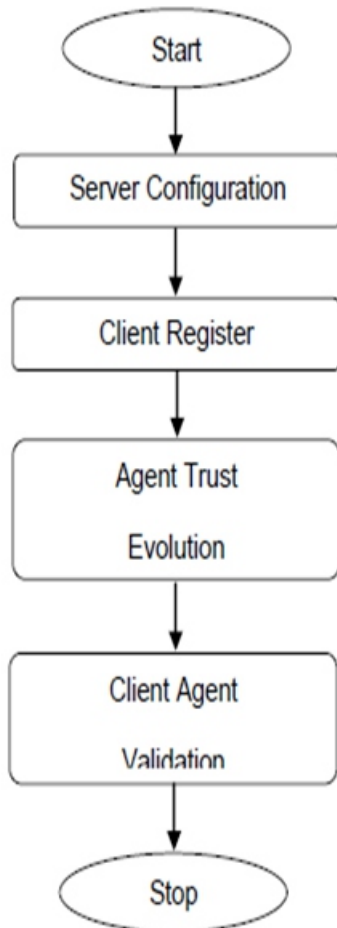 Start
Server Configuration
Client Register
Agent Trust
Evolution
Client Agent
Validation
Stop